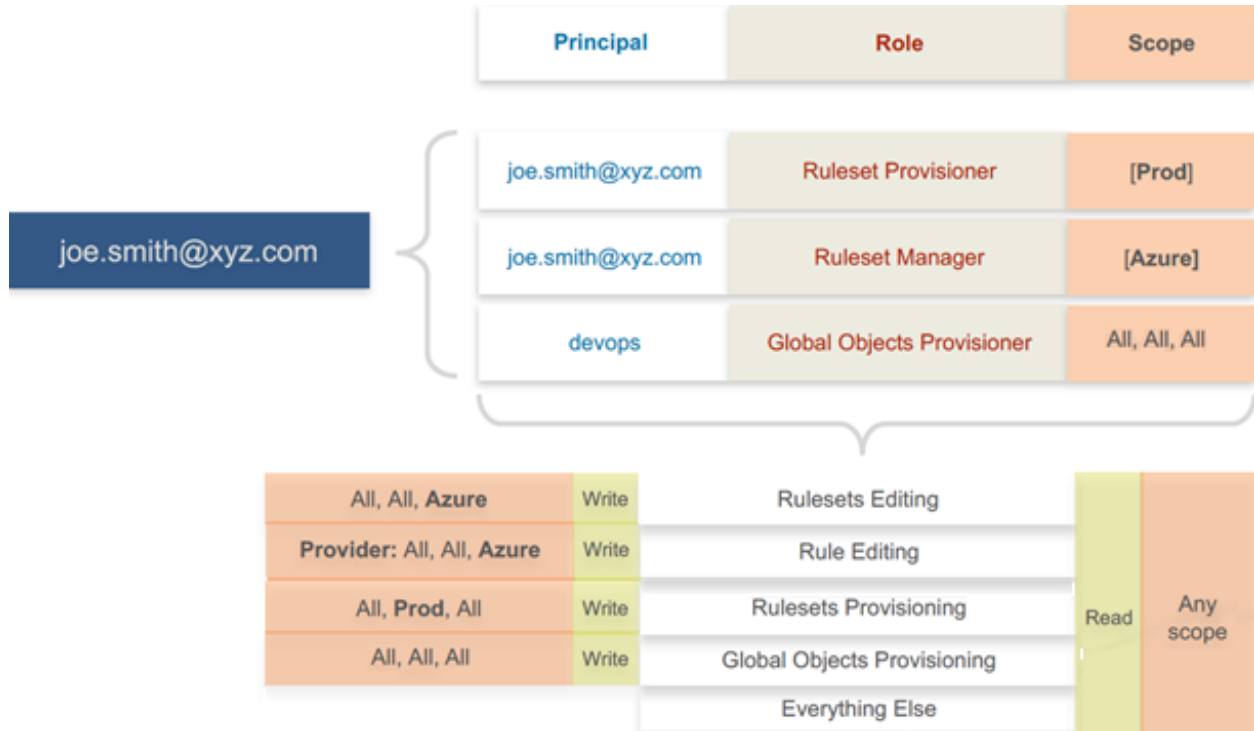 Principal Role Scope
joe.smith@xyz.com Ruleset Provisioner [Prod]
joe.smith@xyz.com
joe.smith@xyz.com Ruleset Manager [Azure]
devops Global Objects Provisioner All, All, All
All, All, Azure Write Rulesets Editing
Provider: All, All, Azure Write Rule Editing
All, Prod, All Write Rulesets Provisioning
Read
Any
scope
All, All, All Write Global Objects Provisioning
Everything Else